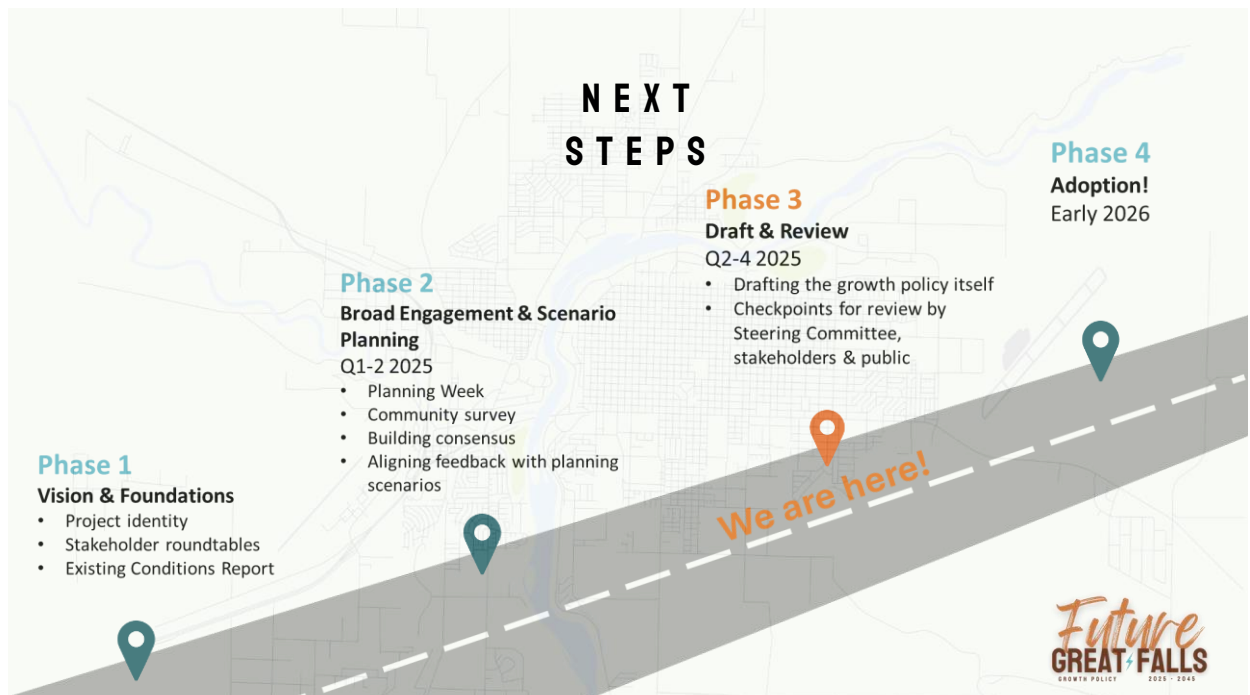 NEXT
STEPS
Phase 1
Vision & Foundations
• Project identity
• Stakeholder roundtables
• Existing Conditions Report
Phase 2
Broad Engagement & Scenario
Planning
Q1-2 2025
• Planning Week
• Community survey
• Building consensus
• Aligning feedback with planning
scenarios
Phase 3
Draft & Review
Q2-4 2025
• Drafting the growth policy itself
• Checkpoints for review by
Steering Committee,
stakeholders & public
Phase 4
Adoption!
Early 2026
We are here!
Future
GREAT FALLS
GROWTH POLICY 2025 - 2045